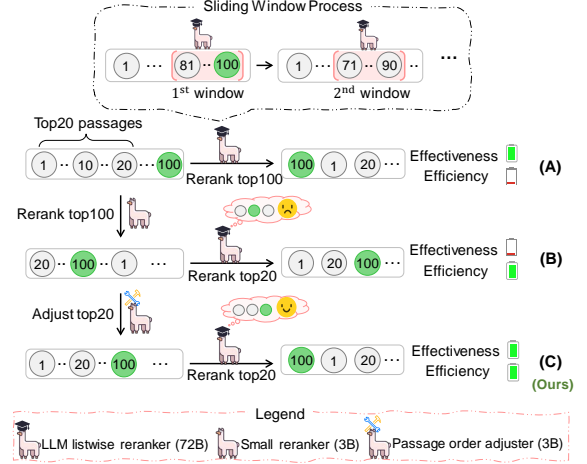 Sliding Window Process
1 ··· 81 ·· 100 → 1 ··· 71 ·· 90 ·· ···
1st window 2nd window
Top20 passages
1 ·· 10 ·· 20 ··· 100 Rerank top100 100 1 20 ··· Effectiveness Efficiency (A)
Rerank top100
20 ·· 100 ·· 1 ··· Rerank top20 1 20 100 ··· Effectiveness Efficiency (B)
Adjust top20
1 ·· 20 ·· 100 ··· Rerank top20 100 1 20 ··· Effectiveness Efficiency (C)
(Ours)
Legend
LLM listwise reranker (72B) Small reranker (3B) Passage order adjuster (3B)